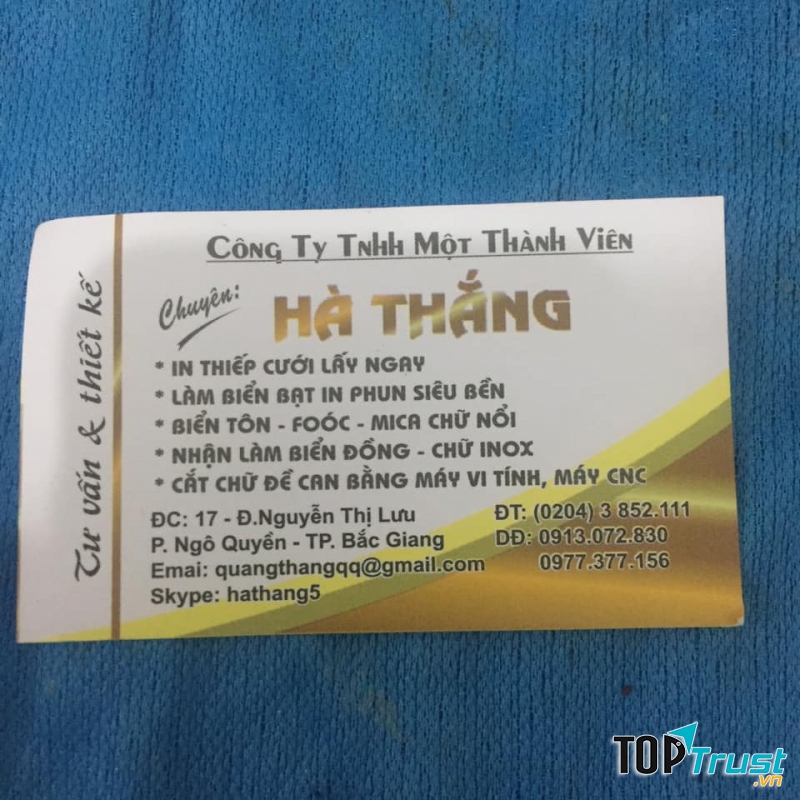 Công Ty Tnhh Một Thành Viên
Chuyên:
HÀ THẮNG
* IN THIẾP CƯỚI LẤY NGAY
* LÀM BIỂN BẠT IN PHUN SIÊU BỀN
* BIỂN TÔN - FOÓC - MICA CHỮ NỔI
* NHẬN LÀM BIỂN ĐỒNG - CHỮ INOX
* CẮT CHỮ ĐỀ CAN BẰNG MÁY VI TÍNH, MÁY CNC
ĐC: 17 - Đ.Nguyễn Thị Lưu
P. Ngô Quyền - TP. Bắc Giang
Emai: quangthangqq@gmail.com
Skype: hathang5
ĐT: (0204) 3 852.111
DĐ: 0913.072.830
0977.377.156
Tư vấn & thiết kế
TOPTrust.vn